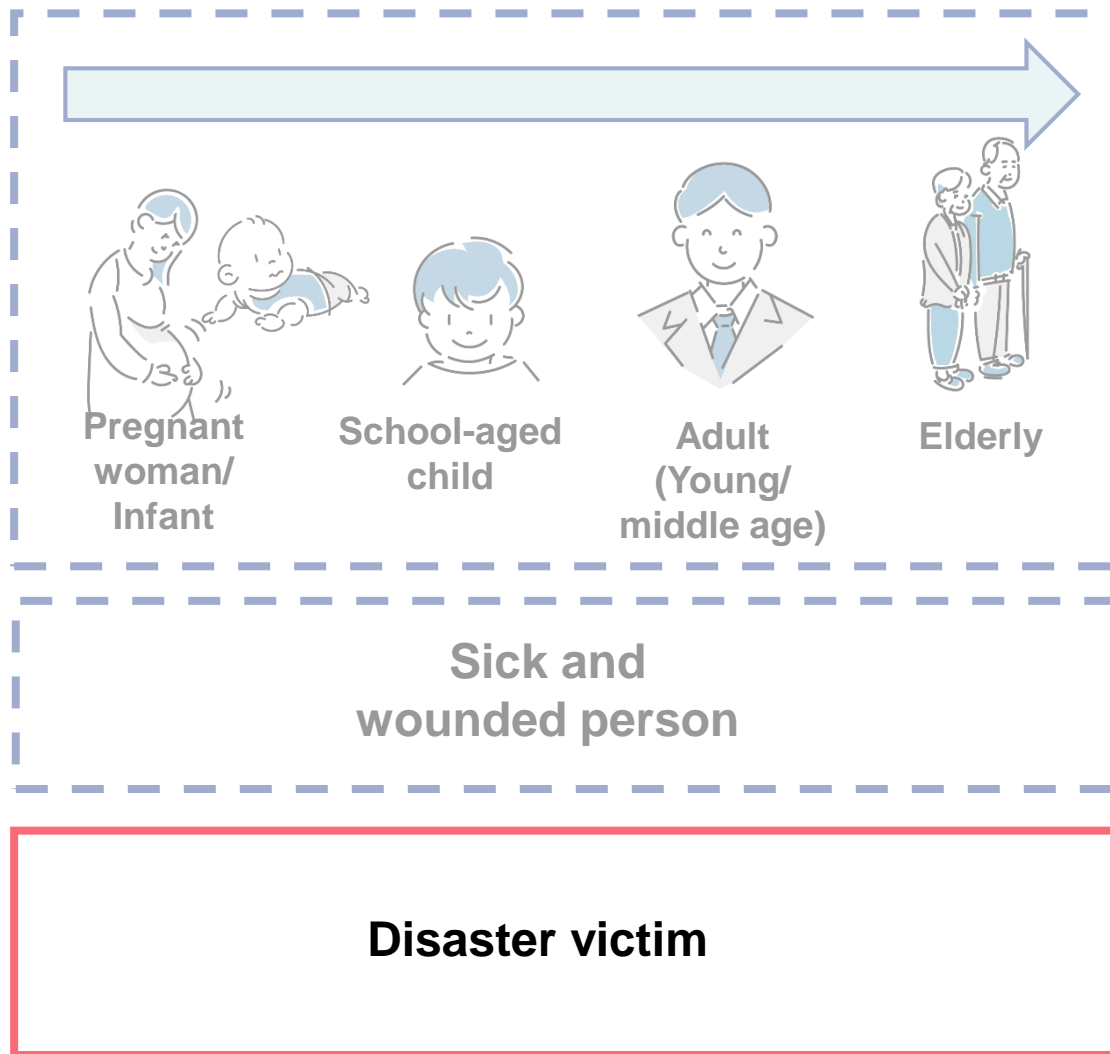 Pregnant
woman/
Infant
School-aged
child
Adult
(Young/
middle age)
Elderly
Sick and
wounded person
Disaster victim